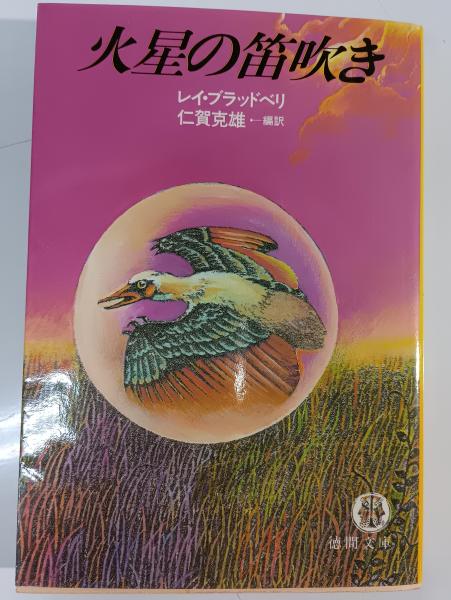 火星の笛吹き
レイ・ブラッドベリ
仁賀克雄・─編訳
徳間文庫